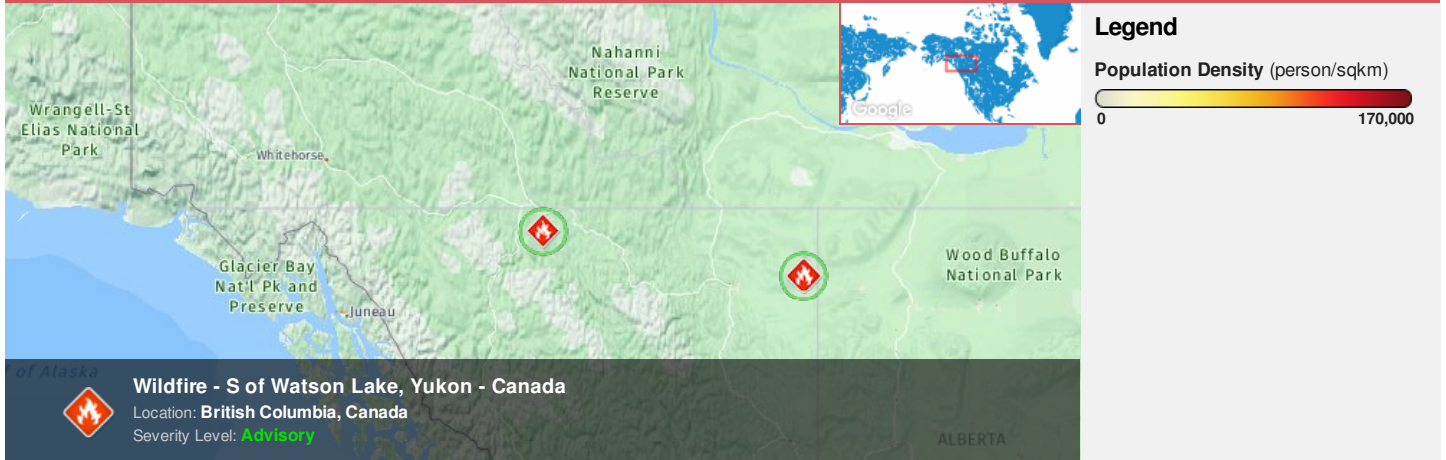 Nahanni
National Park
Reserve
Wrangell-St
Elias National
Park
Whitehorse
Glacier Bay
Nat'l Pk and
Preserve
Juneau
Wood Buffalo
National Park
of Alaska
ALBERTA
Google
Wildfire - S of Watson Lake, Yukon - Canada
Location: British Columbia, Canada
Severity Level: Advisory
Legend
Population Density (person/sqkm)
0 170,000